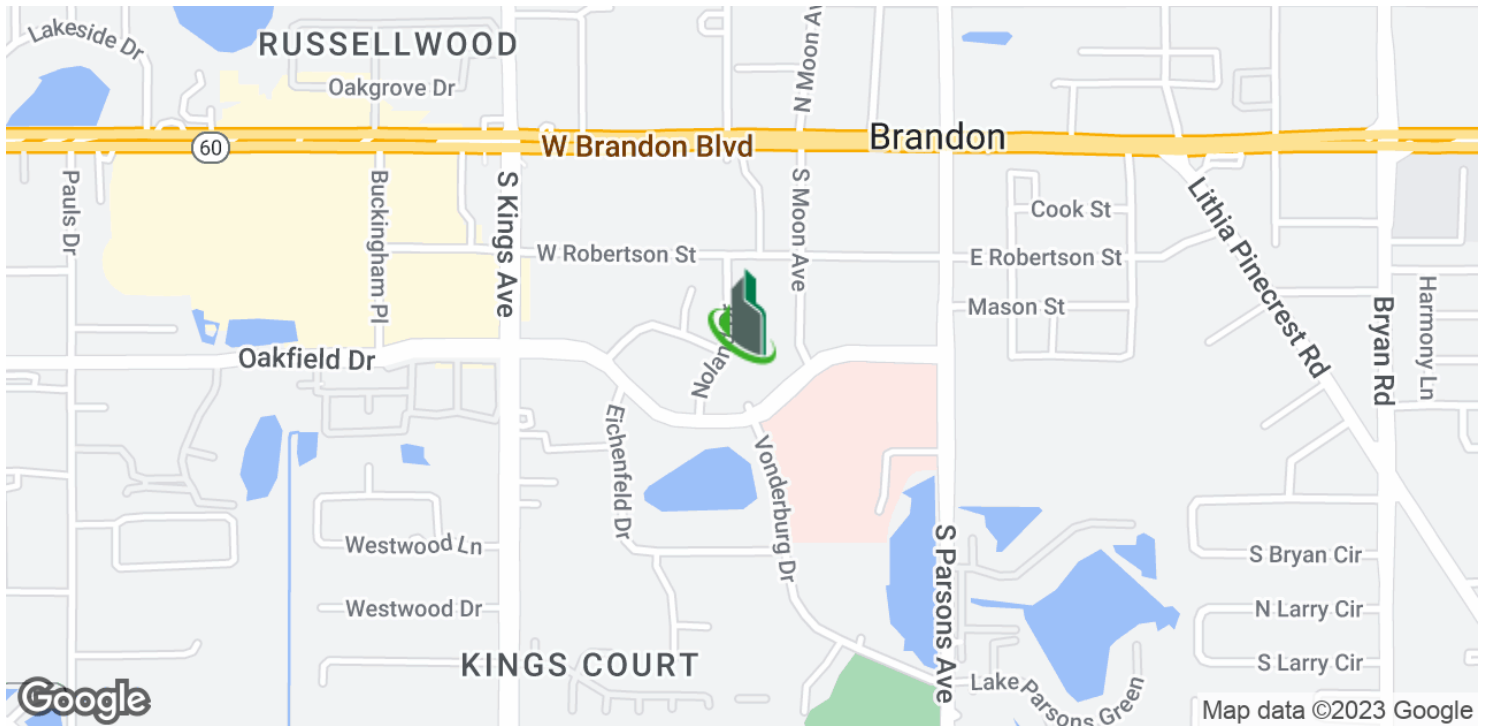 Lakeside Dr
RUSSELLWOOD
Oakgrove Dr
N Moon Av
60
W Brandon Blvd
Brandon
Pauls Dr
Buckingham Pl
S Kings Ave
S Moon Ave
Cook St
Lithia Pinecrest Rd
W Robertson St
E Robertson St
Mason St
Harmony Ln
Bryan Rd
Oakfield Dr
Nolan
Eichenfeld Dr
Vonderburg Dr
S Parsons Ave
Westwood Ln
S Bryan Cir
Westwood Dr
N Larry Cir
KINGS COURT
S Larry Cir
Lake Parsons Green
Google
Map data ©2023 Google